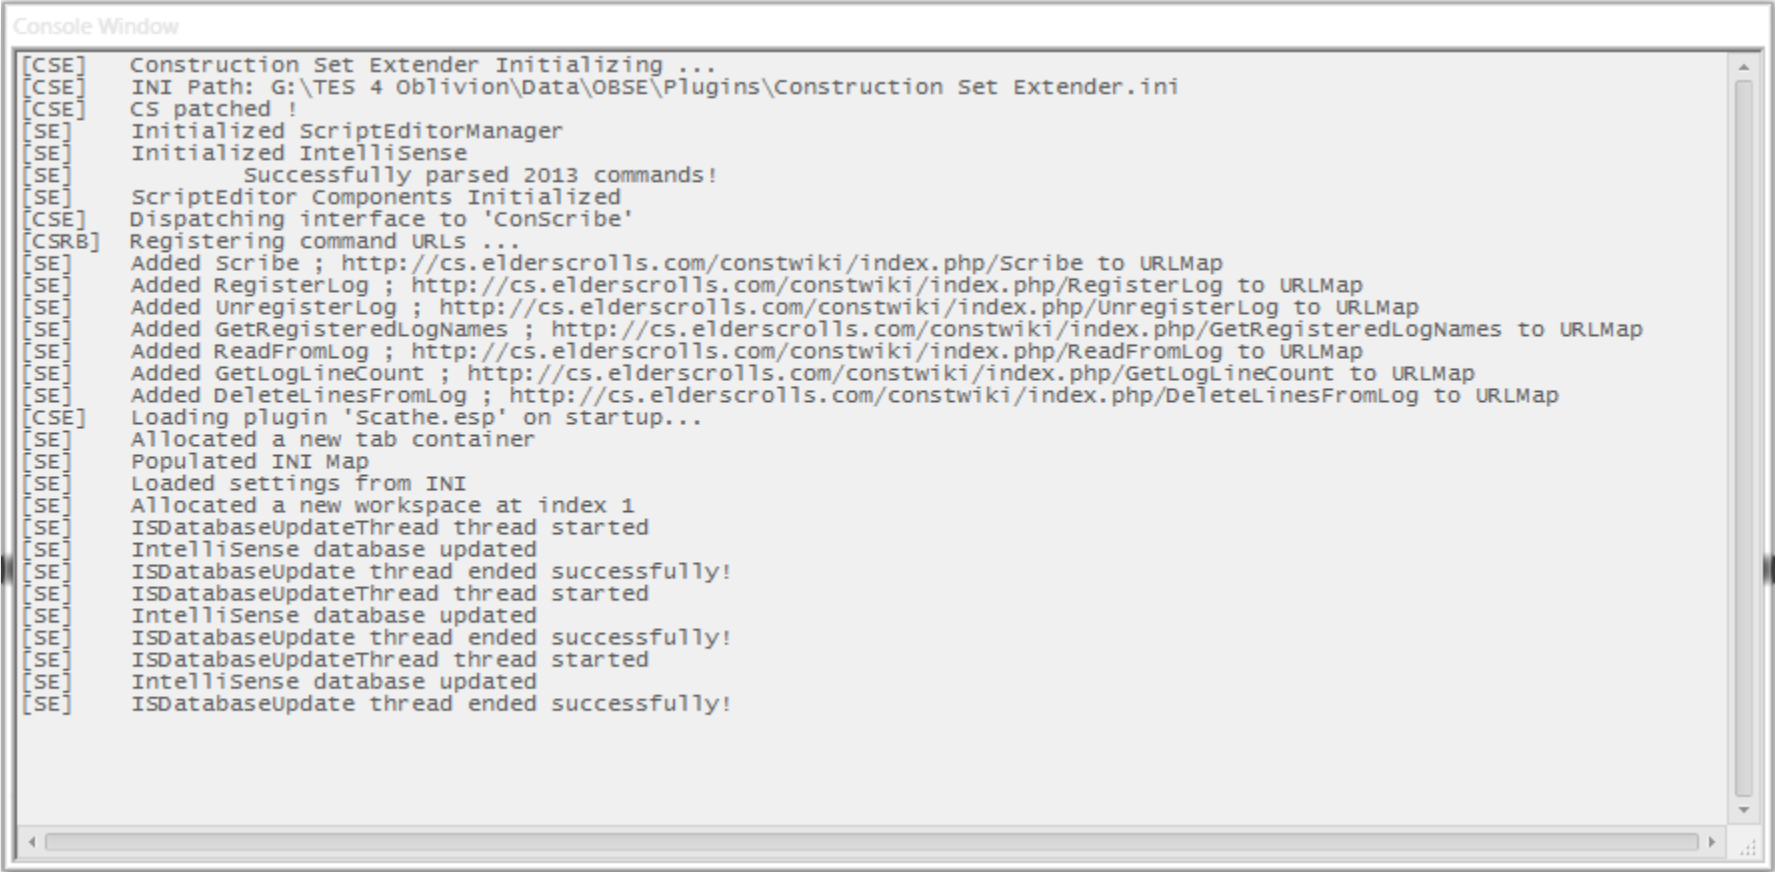 Console Window
[CSE] Construction Set Extender Initializing ...
[CSE] INI Path: G:\TES 4 Oblivion\Data\OBSE\Plugins\Construction Set Extender.ini
[CSE] CS patched !
[SE] Initialized ScriptEditorManager
[SE] Initialized IntelliSense
[SE] Successfully parsed 2013 commands!
[SE] ScriptEditor Components Initialized
[CSE] Dispatching interface to 'ConScribe'
[CSRB] Registering command URLs ...
[SE] Added Scribe ; http://cs.elderscrolls.com/constwiki/index.php/Scribe to URLMap
[SE] Added RegisterLog ; http://cs.elderscrolls.com/constwiki/index.php/RegisterLog to URLMap
[SE] Added UnregisterLog ; http://cs.elderscrolls.com/constwiki/index.php/UnregisterLog to URLMap
[SE] Added GetRegisteredLogNames ; http://cs.elderscrolls.com/constwiki/index.php/GetRegisteredLogNames to URLMap
[SE] Added ReadFromLog ; http://cs.elderscrolls.com/constwiki/index.php/ReadFromLog to URLMap
[SE] Added GetLogLineCount ; http://cs.elderscrolls.com/constwiki/index.php/GetLogLineCount to URLMap
[SE] Added DeleteLinesFromLog ; http://cs.elderscrolls.com/constwiki/index.php/DeleteLinesFromLog to URLMap
[CSE] Loading plugin 'Scathe.esp' on startup...
[SE] Allocated a new tab container
[SE] Populated INI Map
[SE] Loaded settings from INI
[SE] Allocated a new workspace at index 1
[SE] ISDatabaseUpdateThread thread started
[SE] IntelliSense database updated
[SE] ISDatabaseUpdate thread ended successfully!
[SE] ISDatabaseUpdateThread thread started
[SE] IntelliSense database updated
[SE] ISDatabaseUpdate thread ended successfully!
[SE] ISDatabaseUpdateThread thread started
[SE] IntelliSense database updated
[SE] ISDatabaseUpdate thread ended successfully!